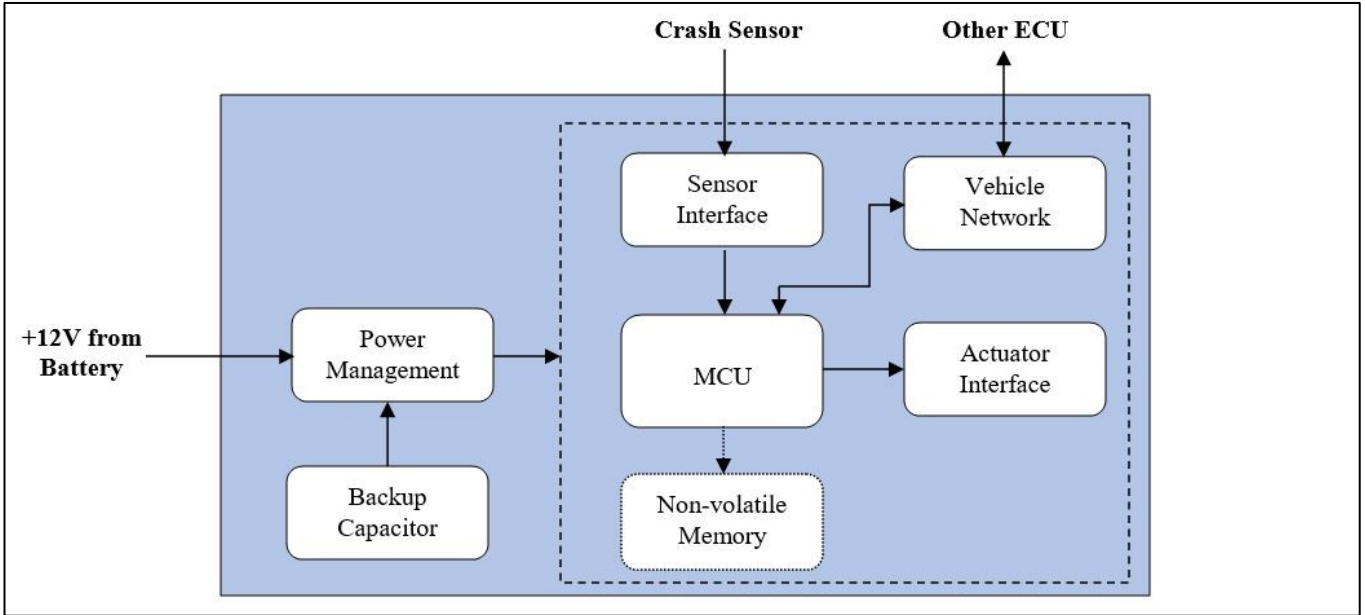 Crash Sensor
Other ECU
Sensor
Interface
Vehicle
Network
+12V from
Battery
Power
Management
MCU
Actuator
Interface
Backup
Capacitor
Non-volatile
Memory